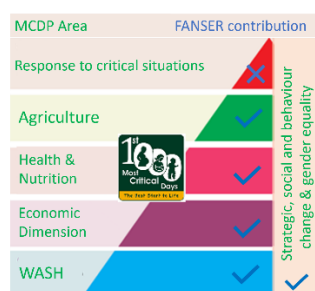 MCDP Area
FANSER contribution
Response to critical situations
Agriculture
1st
1000
Most
Critical
Days
The Best Start to Life
Health &
Nutrition
Economic
Dimension
WASH
Strategic, social and behaviour
change & gender equality